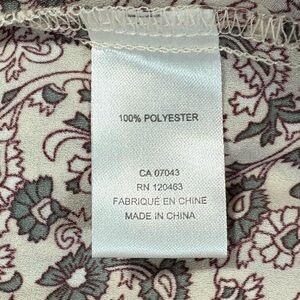 100% POLYESTER
CA 07043
RN 120463
FABRIQUÉ EN CHINE
MADE IN CHINA